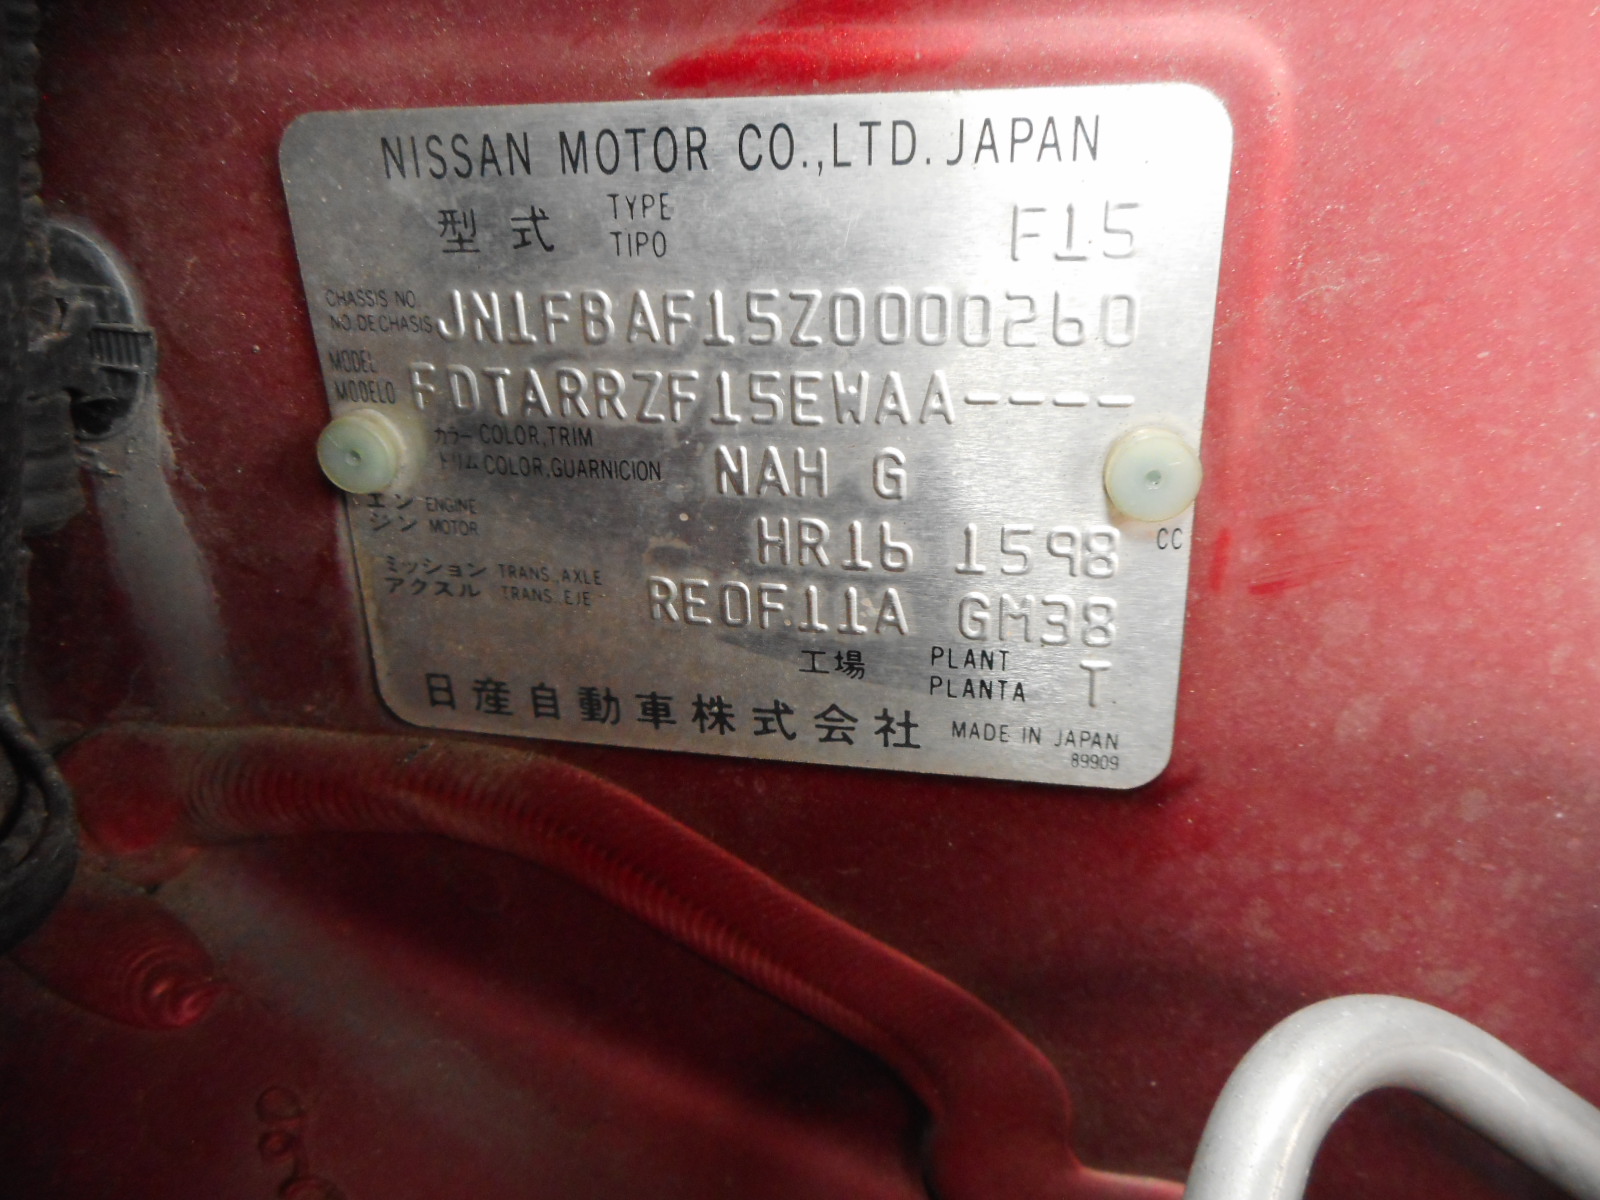 NISSAN MOTOR CO.,LTD. JAPAN
型式 TYPE TIPO F15
CHASSIS NO.
NO.DE CHASIS JN1FBAF15Z0000260
MODEL
MODELO FDTARRZF15EWAA----
カラー COLOR,TRIM
トリム COLOR,GUARNICION NAH G
エン ENGINE
ジン MOTOR HR16 1598 CC
ミッション TRANS.,AXLE
アクスル TRANS.,EJE RE0F11A GM38
工場 PLANT
PLANTA T
日産自動車株式会社 MADE IN JAPAN
89909